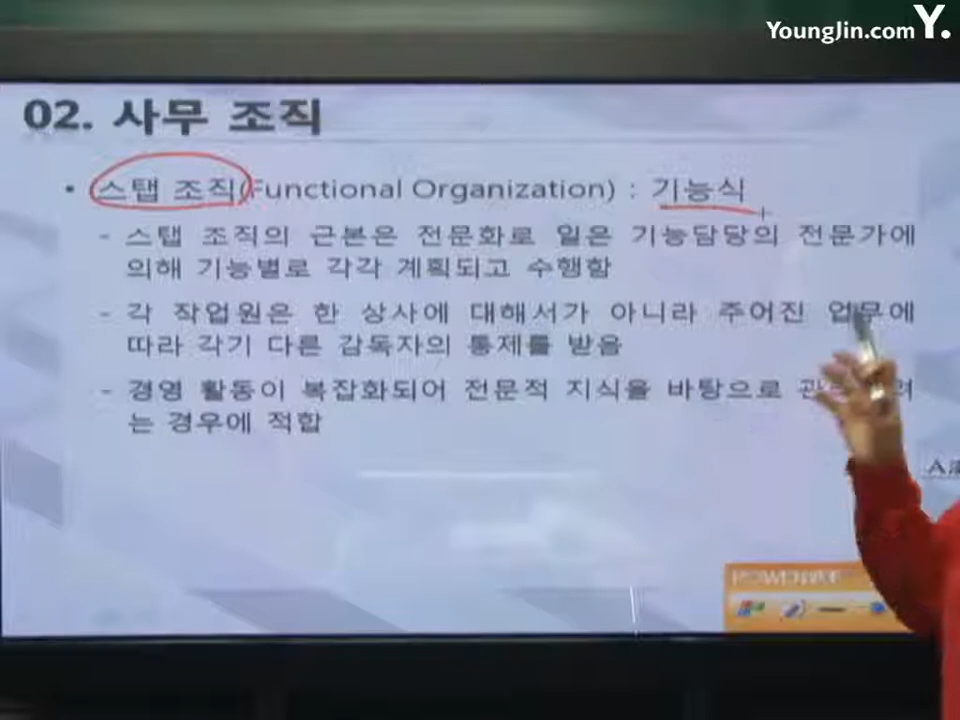 YoungJin.com Y.
02. 사무 조직
• 스탭 조직(Functional Organization) : 기능식
- 스탭 조직의 근본은 전문화로 일은 기능담당의 전문가에
의해 기능별로 각각 계획되고 수행함
- 각 작업원은 한 상사에 대해서가 아니라 주어진 업무에
따라 각기 다른 감독자의 통제를 받음
- 경영 활동이 복잡화되어 전문적 지식을 바탕으로
는 경우에 적합